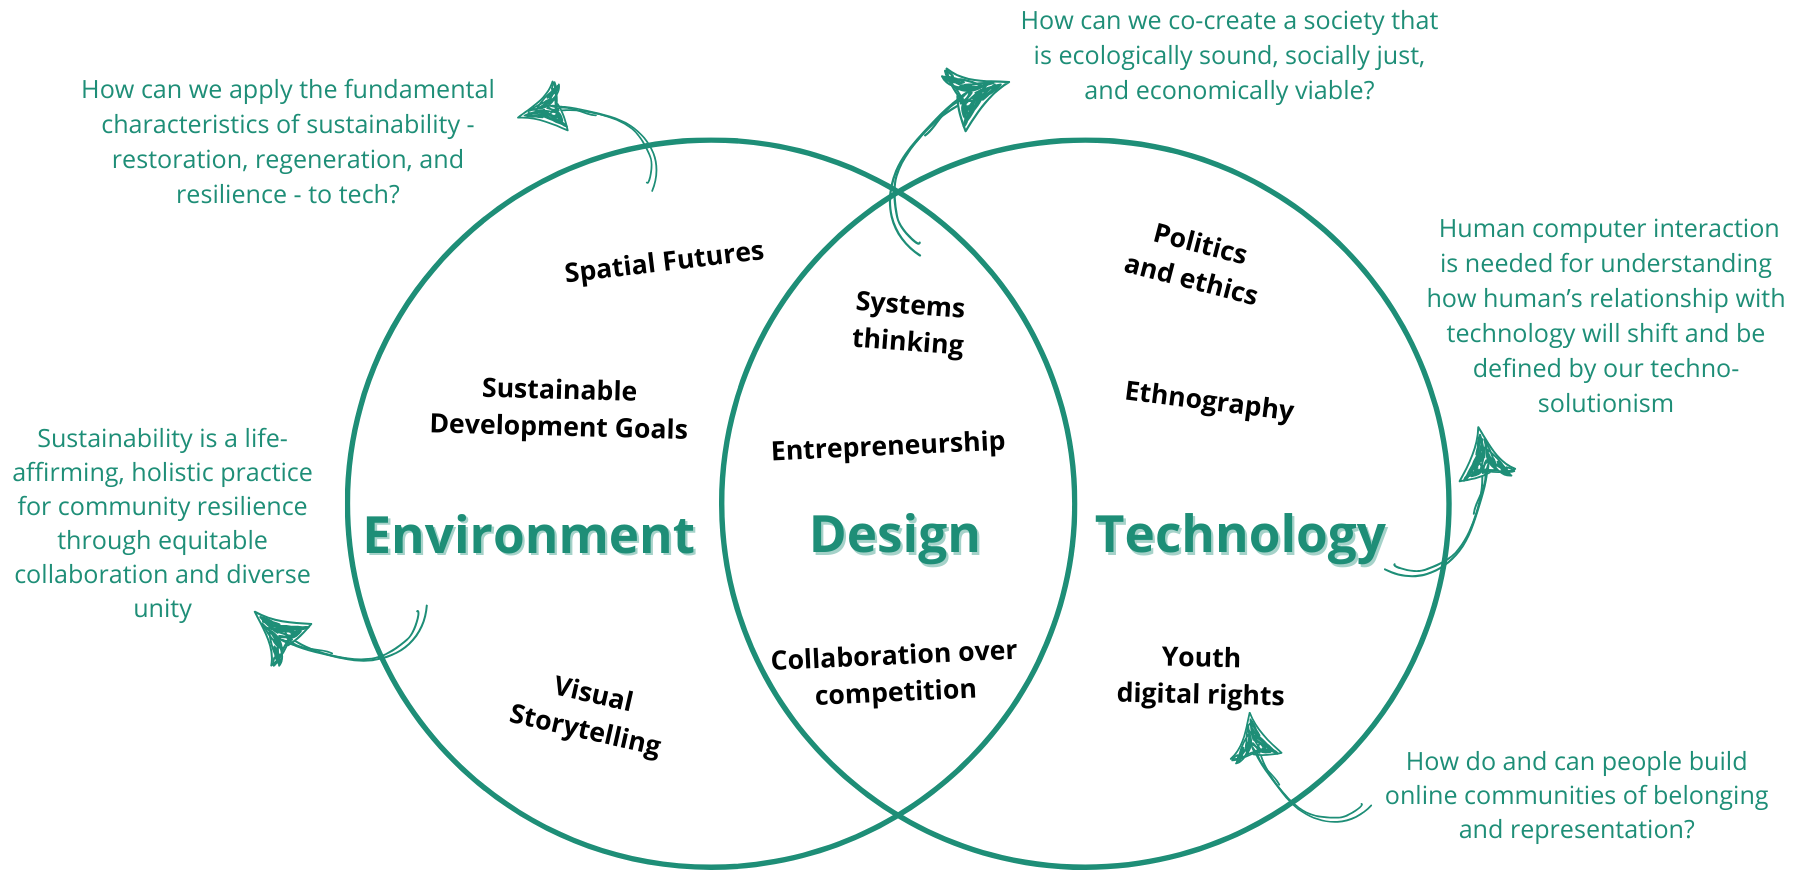 How can we co-create a society that
is ecologically sound, socially just,
and economically viable?
How can we apply the fundamental
characteristics of sustainability -
restoration, regeneration, and
resilience - to tech?
Human computer interaction
is needed for understanding
how human’s relationship with
technology will shift and be
defined by our techno-
solutionism
Sustainability is a life-
affirming, holistic practice
for community resilience
through equitable
collaboration and diverse
unity
Spatial Futures
Sustainable
Development Goals
Environment
Visual
Storytelling
Systems
thinking
Entrepreneurship
Design
Collaboration over
competition
Politics
and ethics
Ethnography
Technology
Youth
digital rights
How do and can people build
online communities of belonging
and representation?